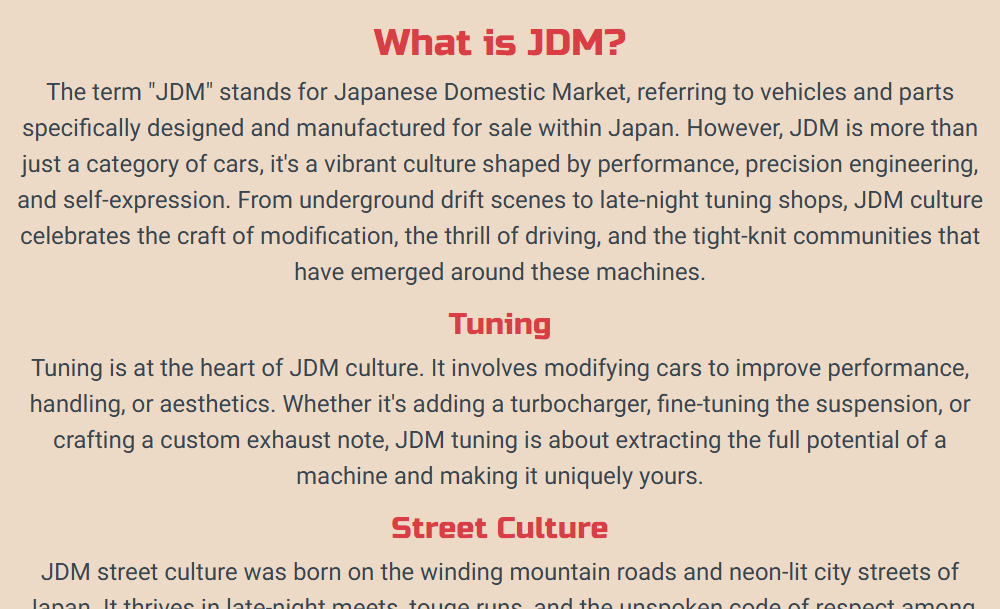 What is JDM?
The term "JDM" stands for Japanese Domestic Market, referring to vehicles and parts
specifically designed and manufactured for sale within Japan. However, JDM is more than
just a category of cars, it's a vibrant culture shaped by performance, precision engineering,
and self-expression. From underground drift scenes to late-night tuning shops, JDM culture
celebrates the craft of modification, the thrill of driving, and the tight-knit communities that
have emerged around these machines.
Tuning
Tuning is at the heart of JDM culture. It involves modifying cars to improve performance,
handling, or aesthetics. Whether it's adding a turbocharger, fine-tuning the suspension, or
crafting a custom exhaust note, JDM tuning is about extracting the full potential of a
machine and making it uniquely yours.
Street Culture
JDM street culture was born on the winding mountain roads and neon-lit city streets of
Japan. It thrives in late-night meets, touge runs, and the unspoken code of respect among